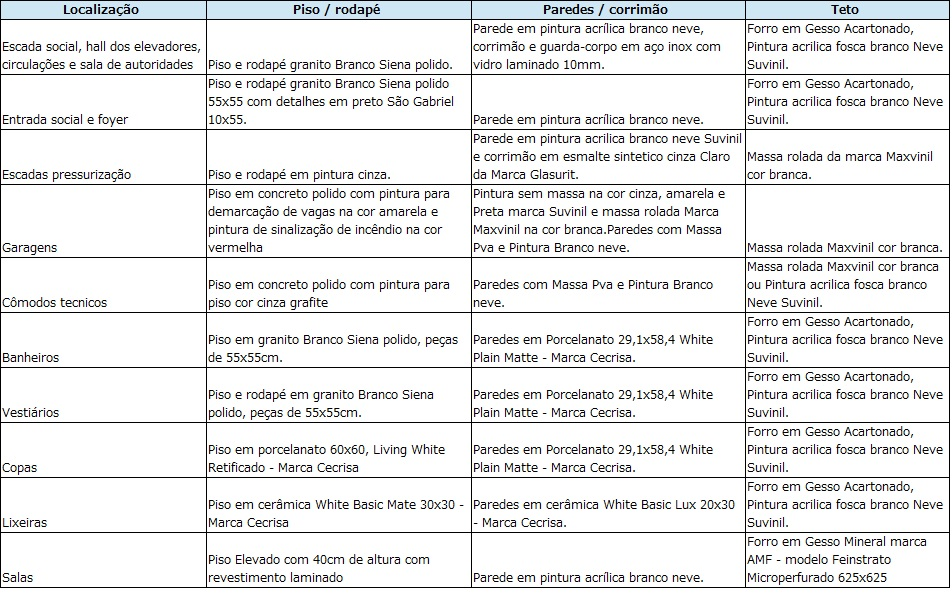 Localização
Piso / rodapé
Paredes / corrimão
Teto
Escada social, hall dos elevadores,
circulações e sala de autoridades
Piso e rodapé granito Branco Siena polido.
Parede em pintura acrílica branco neve,
corrimão e guarda-corpo em aço inox com
vidro laminado 10mm.
Forro em Gesso Acartonado,
Pintura acrilica fosca branco Neve
Suvinil.
Entrada social e foyer
Piso e rodapé granito Branco Siena polido
55x55 com detalhes em preto São Gabriel
10x55.
Parede em pintura acrílica branco neve.
Forro em Gesso Acartonado,
Pintura acrilica fosca branco Neve
Suvinil.
Escadas pressurização
Piso e rodapé em pintura cinza.
Parede em pintura acrílica branco neve Suvinil
e corrimão em esmalte sintetico cinza Claro
da Marca Glasurit.
Massa rolada da marca Maxvinil
cor branca.
Garagens
Piso em concreto polido com pintura para
demarcação de vagas na cor amarela e
pintura de sinalização de incêndio na cor
vermelha
Pintura sem massa na cor cinza, amarela e
Preta marca Suvinil e massa rolada Marca
Maxvinil na cor branca.Paredes com Massa
Pva e Pintura Branco neve.
Massa rolada Maxvinil cor branca.
Cômodos tecnicos
Piso em concreto polido com pintura para
piso cor cinza grafite
Paredes com Massa Pva e Pintura Branco
neve.
Massa rolada Maxvinil cor branca
ou Pintura acrilica fosca branco
Neve Suvinil.
Banheiros
Piso em granito Branco Siena polido, peças
de 55x55cm.
Paredes em Porcelanato 29,1x58,4 White
Plain Matte - Marca Cecrisa.
Forro em Gesso Acartonado,
Pintura acrilica fosca branco Neve
Suvinil.
Vestiários
Piso e rodapé em granito Branco Siena
polido, peças de 55x55cm.
Paredes em Porcelanato 29,1x58,4 White
Plain Matte - Marca Cecrisa.
Forro em Gesso Acartonado,
Pintura acrilica fosca branco Neve
Suvinil.
Copas
Piso em porcelanato 60x60, Living White
Retificado - Marca Cecrisa
Paredes em Porcelanato 29,1x58,4 White
Plain Matte - Marca Cecrisa.
Forro em Gesso Acartonado,
Pintura acrilica fosca branco Neve
Suvinil.
Lixeiras
Piso em cerâmica White Basic Mate 30x30 -
Marca Cecrisa
Paredes em cerâmica White Basic Lux 20x30
- Marca Cecrisa.
Forro em Gesso Acartonado,
Pintura acrilica fosca branco Neve
Suvinil.
Salas
Piso Elevado com 40cm de altura com
revestimento laminado
Parede em pintura acrílica branco neve.
Forro em Gesso Mineral marca
AMF - modelo Feinstrato
Microperfurado 625x625